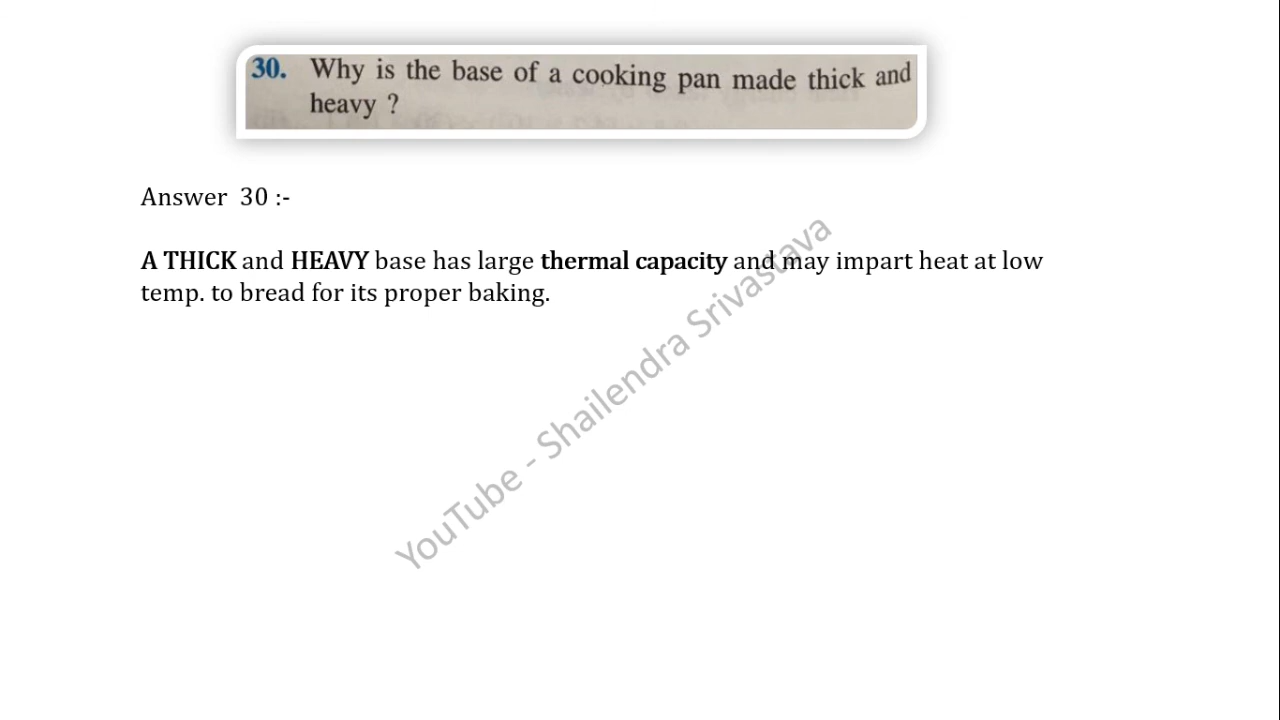 30. Why is the base of a cooking pan made thick and
heavy ?
Answer 30 :-
A THICK and HEAVY base has large thermal capacity and may impart heat at low
temp. to bread for its proper baking.
YouTube - Shailendra Srivastava